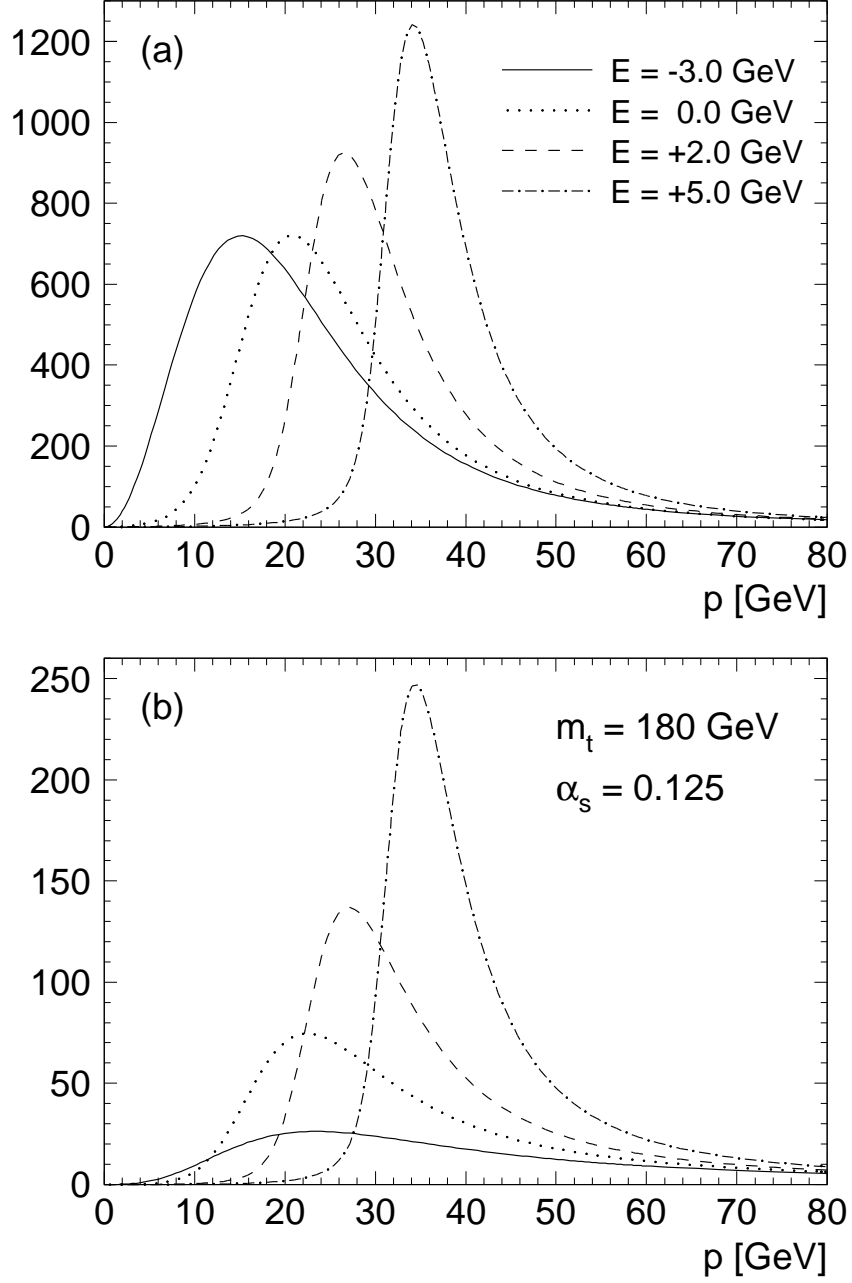 (a)
E = -3.0 GeV
E = 0.0 GeV
E = +2.0 GeV
E = +5.0 GeV
1200
1000
800
600
400
200
0
0 10 20 30 40 50 60 70 80
p [GeV]
(b)
m_t = 180 GeV
α_s = 0.125
250
200
150
100
50
0
0 10 20 30 40 50 60 70 80
p [GeV]